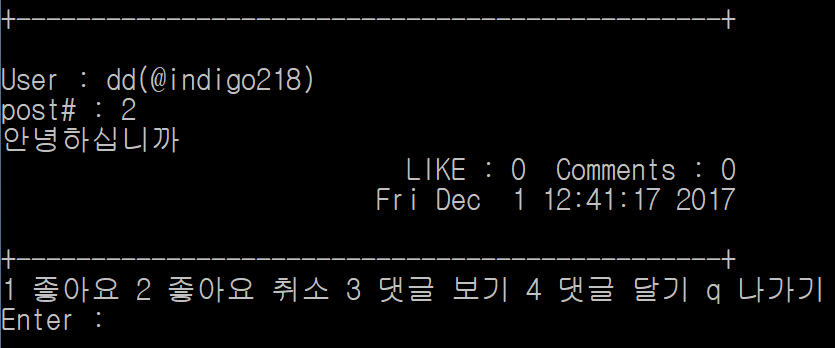 +-----------------------------------------------+
User : dd(@indigo218)
post# : 2
안녕하십니까
LIKE : 0  Comments : 0
Fri Dec  1 12:41:17 2017
+-----------------------------------------------+
1 좋아요 2 좋아요 취소 3 댓글 보기 4 댓글 달기 q 나가기
Enter :